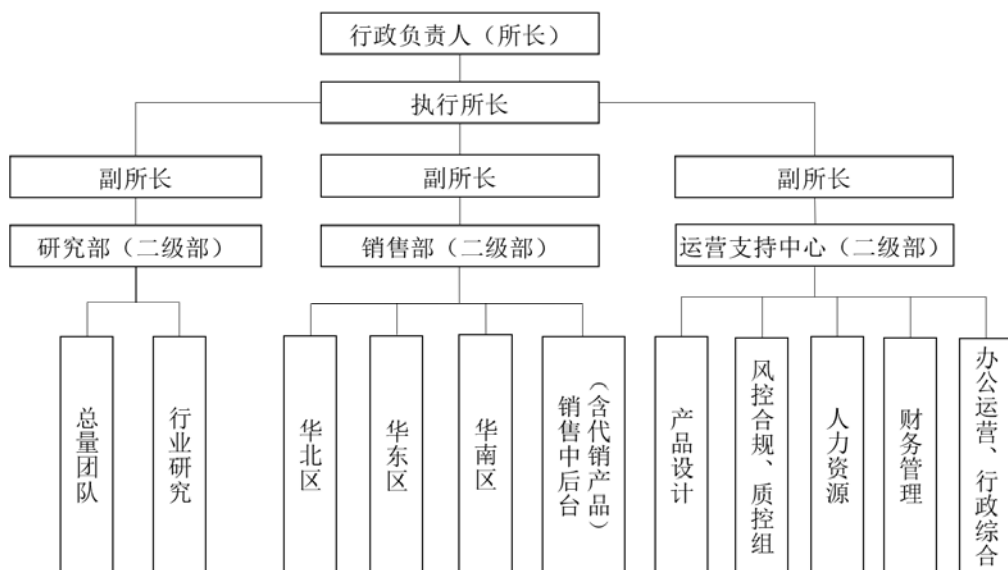 行政负责人（所长）
执行所长
副所长
副所长
副所长
研究部（二级部）
销售部（二级部）
运营支持中心（二级部）
总量团队
行业研究
华北区
华东区
华南区
销售中后台
（含代销产品）
产品设计
风控合规、质控组
人力资源
财务管理
办公运营、行政综合